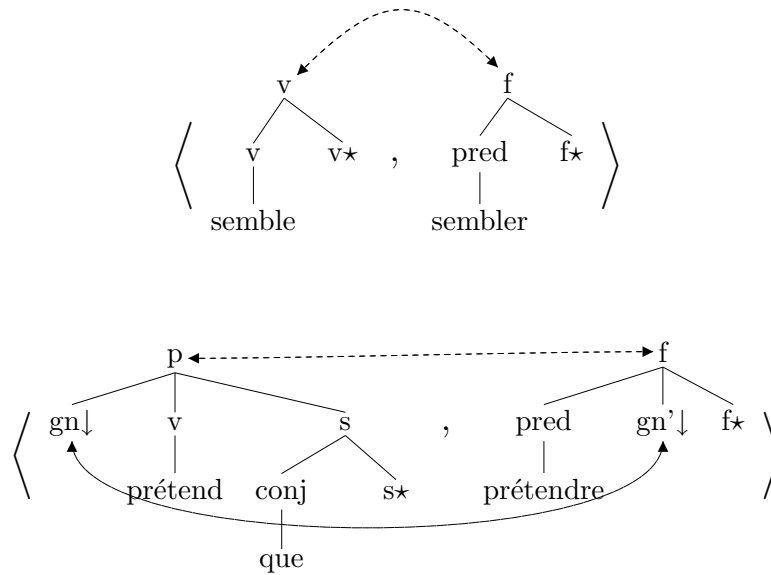 v f
⟨ v v⋆ , pred f⋆ ⟩
semble sembler
p f
⟨ gn↓ v s , pred gn'↓ f⋆ ⟩
prétend conj s⋆ prétendre
que